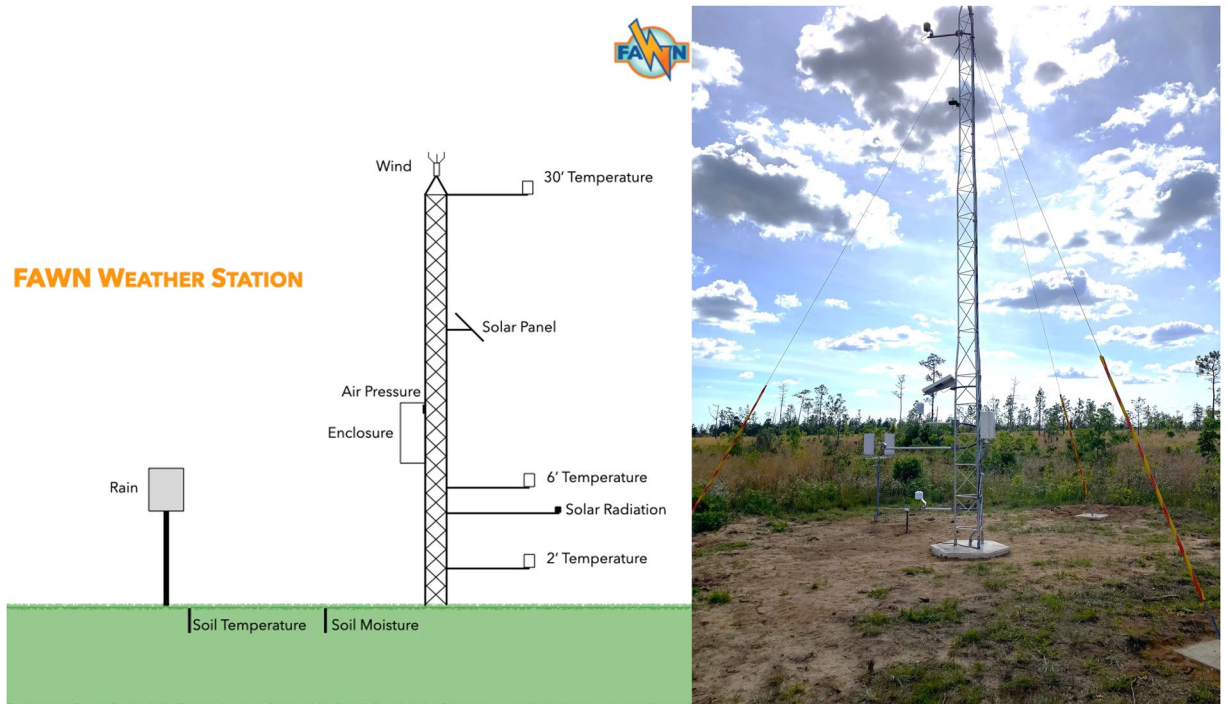 FAWN
Wind
30' Temperature
FAWN WEATHER STATION
Solar Panel
Air Pressure
Enclosure
6' Temperature
Rain
Solar Radiation
2' Temperature
Soil Temperature
Soil Moisture